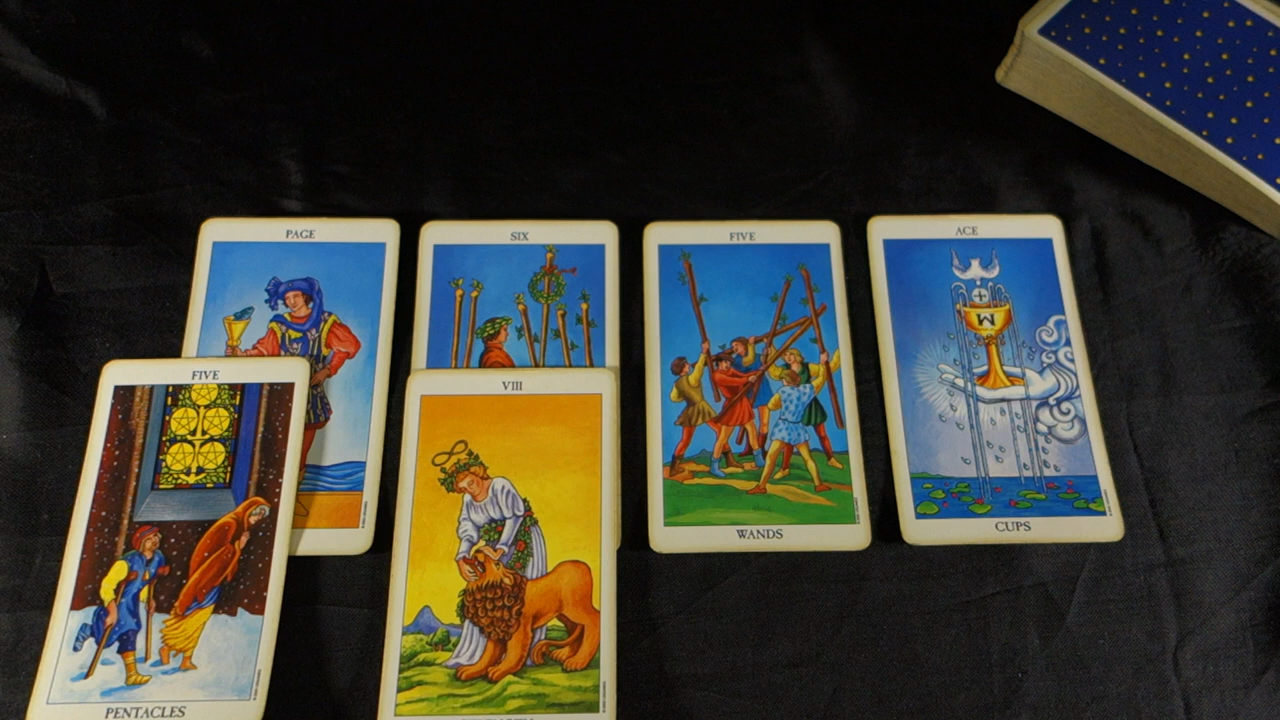 PAGE
SIX
FIVE
ACE
FIVE
VIII
WANDS
CUPS
PENTACLES